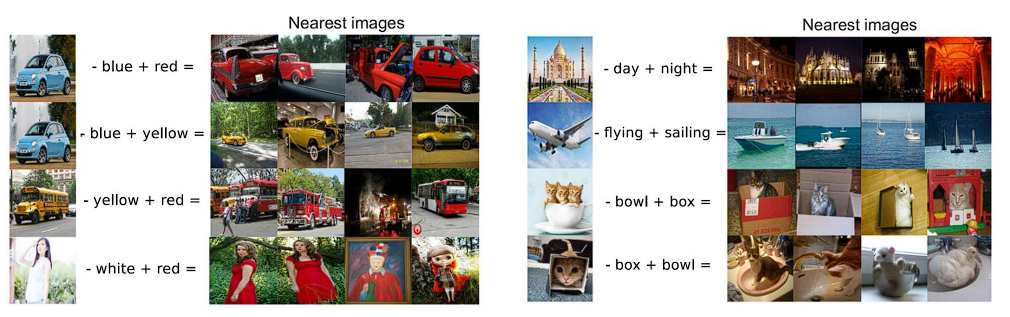 Nearest images
- blue + red =
- blue + yellow =
- yellow + red =
- white + red =
Nearest images
- day + night =
- flying + sailing =
- bowl + box =
- box + bowl =